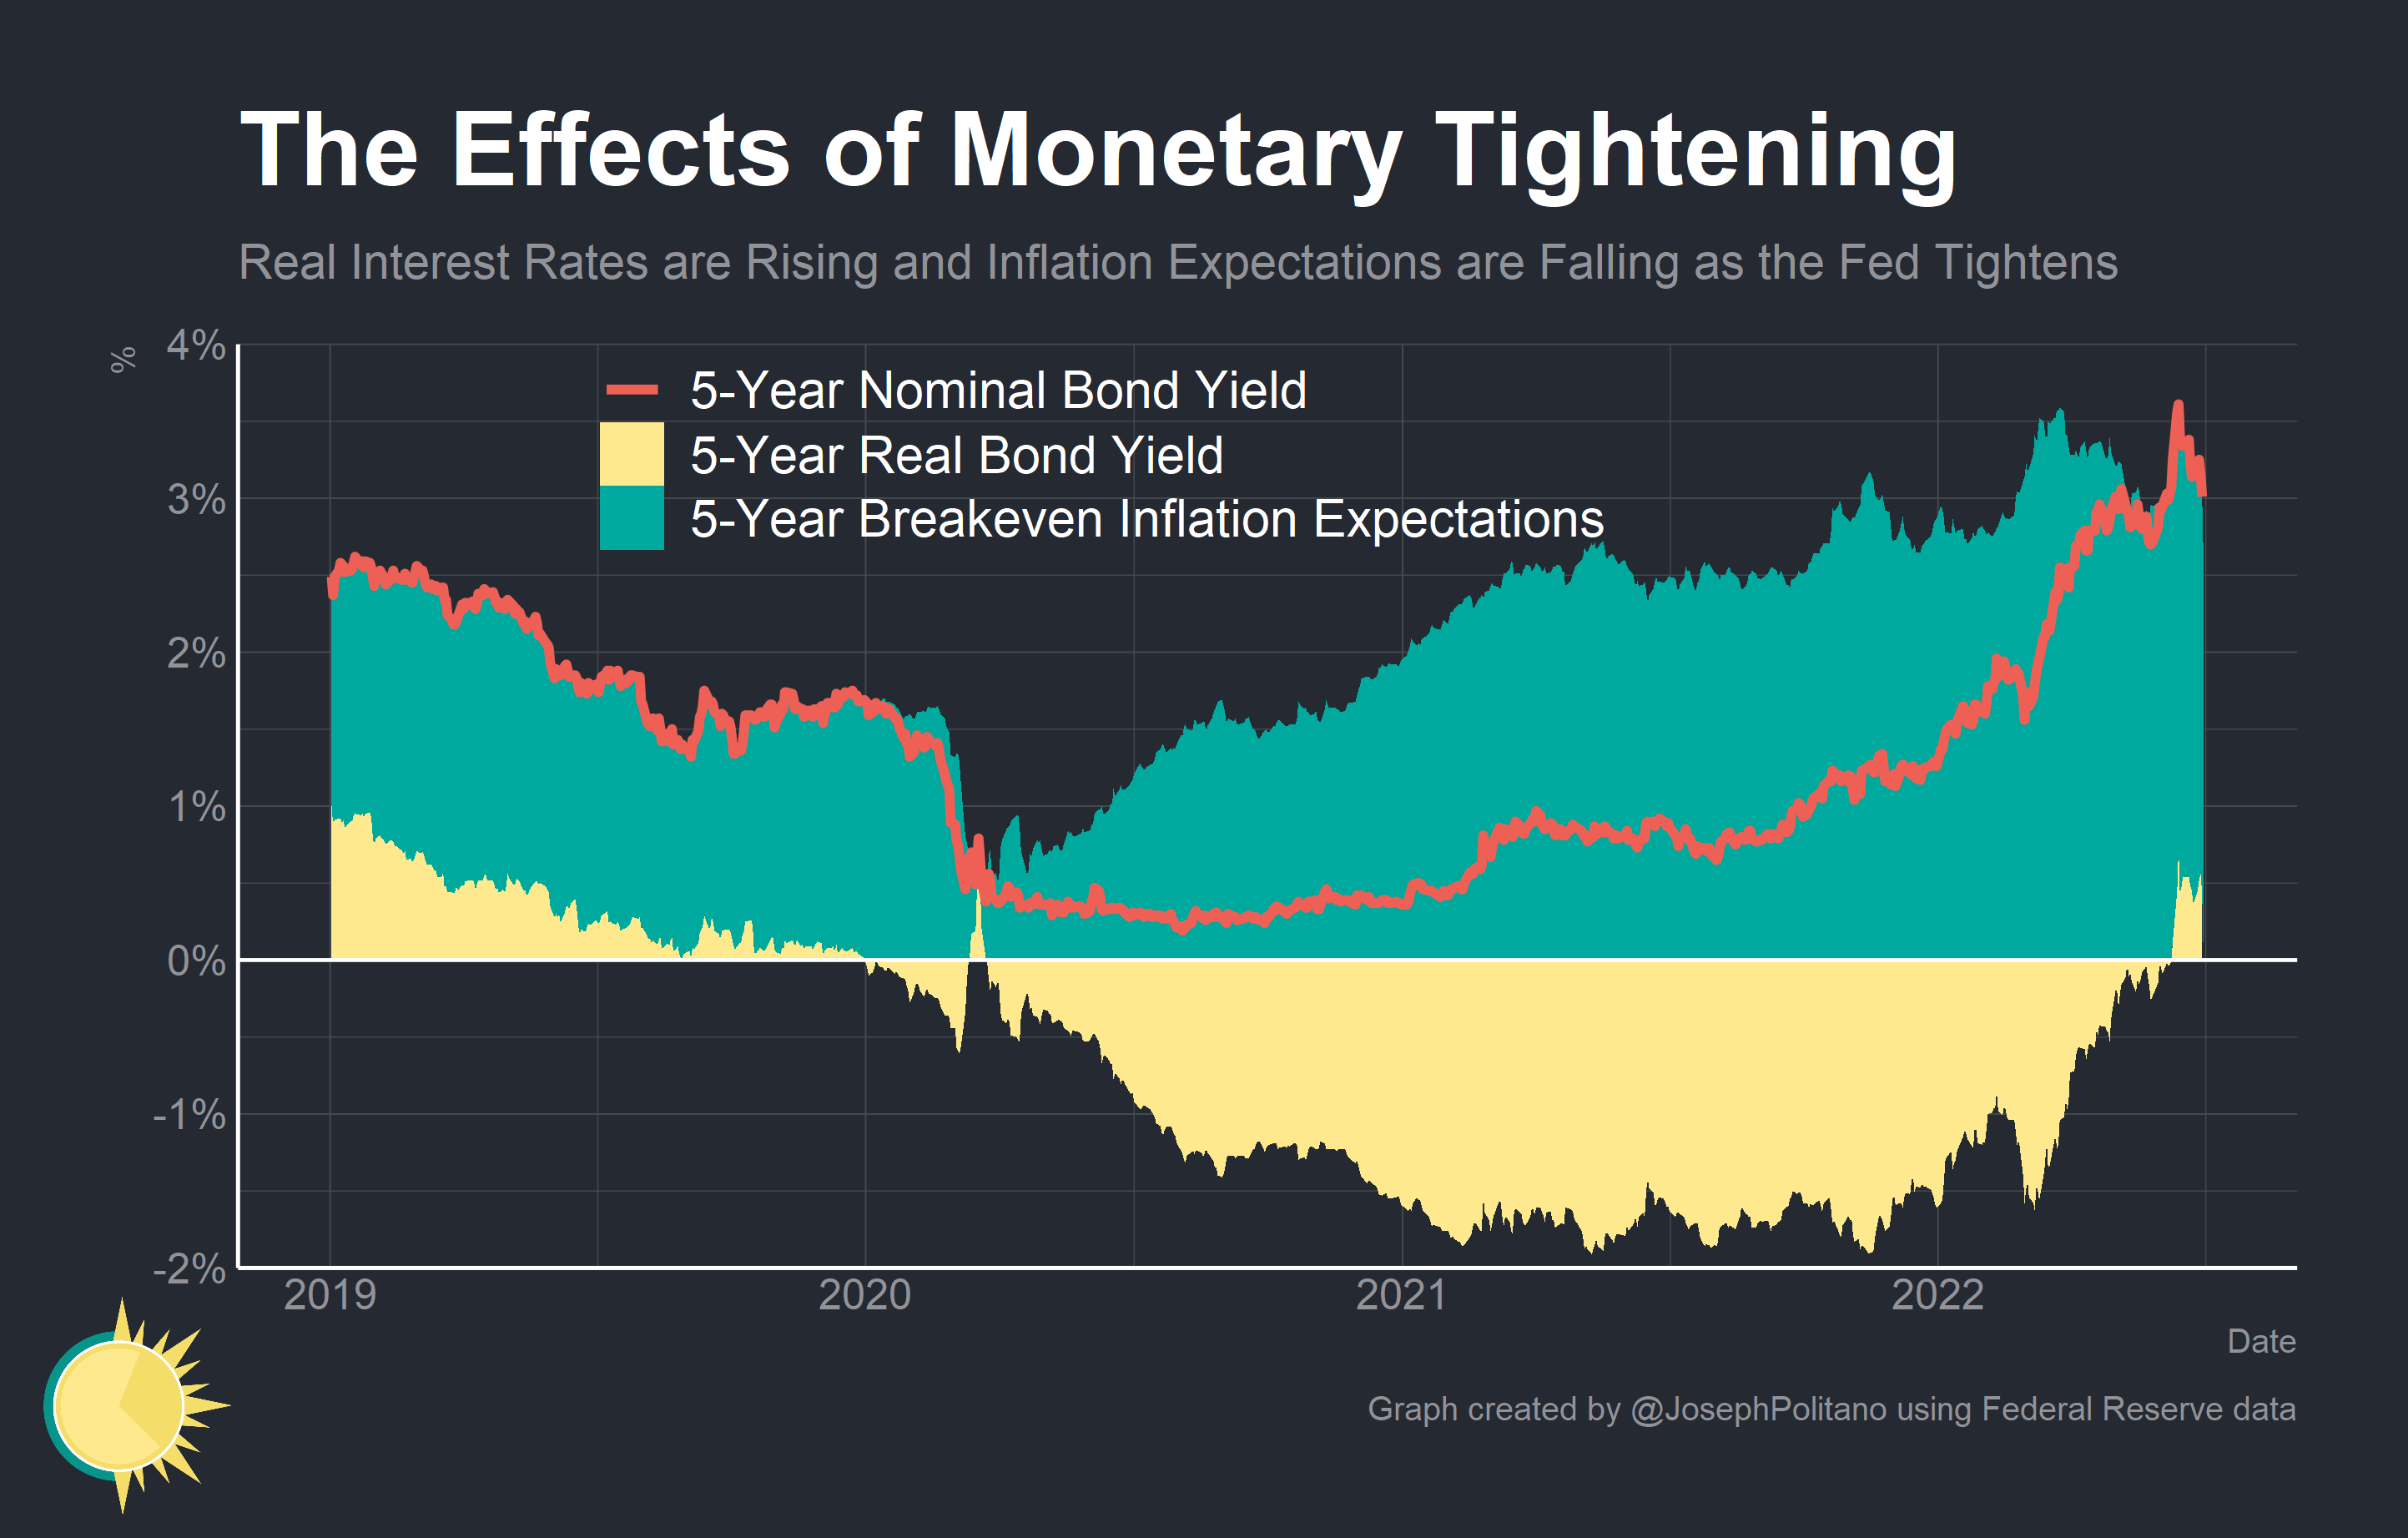 The Effects of Monetary Tightening
Real Interest Rates are Rising and Inflation Expectations are Falling as the Fed Tightens
%
4%
5-Year Nominal Bond Yield
5-Year Real Bond Yield
3%
5-Year Breakeven Inflation Expectations
2%
1%
0%
-1%
-2%
2019 2020 2021 2022
Date
Graph created by @JosephPolitano using Federal Reserve data